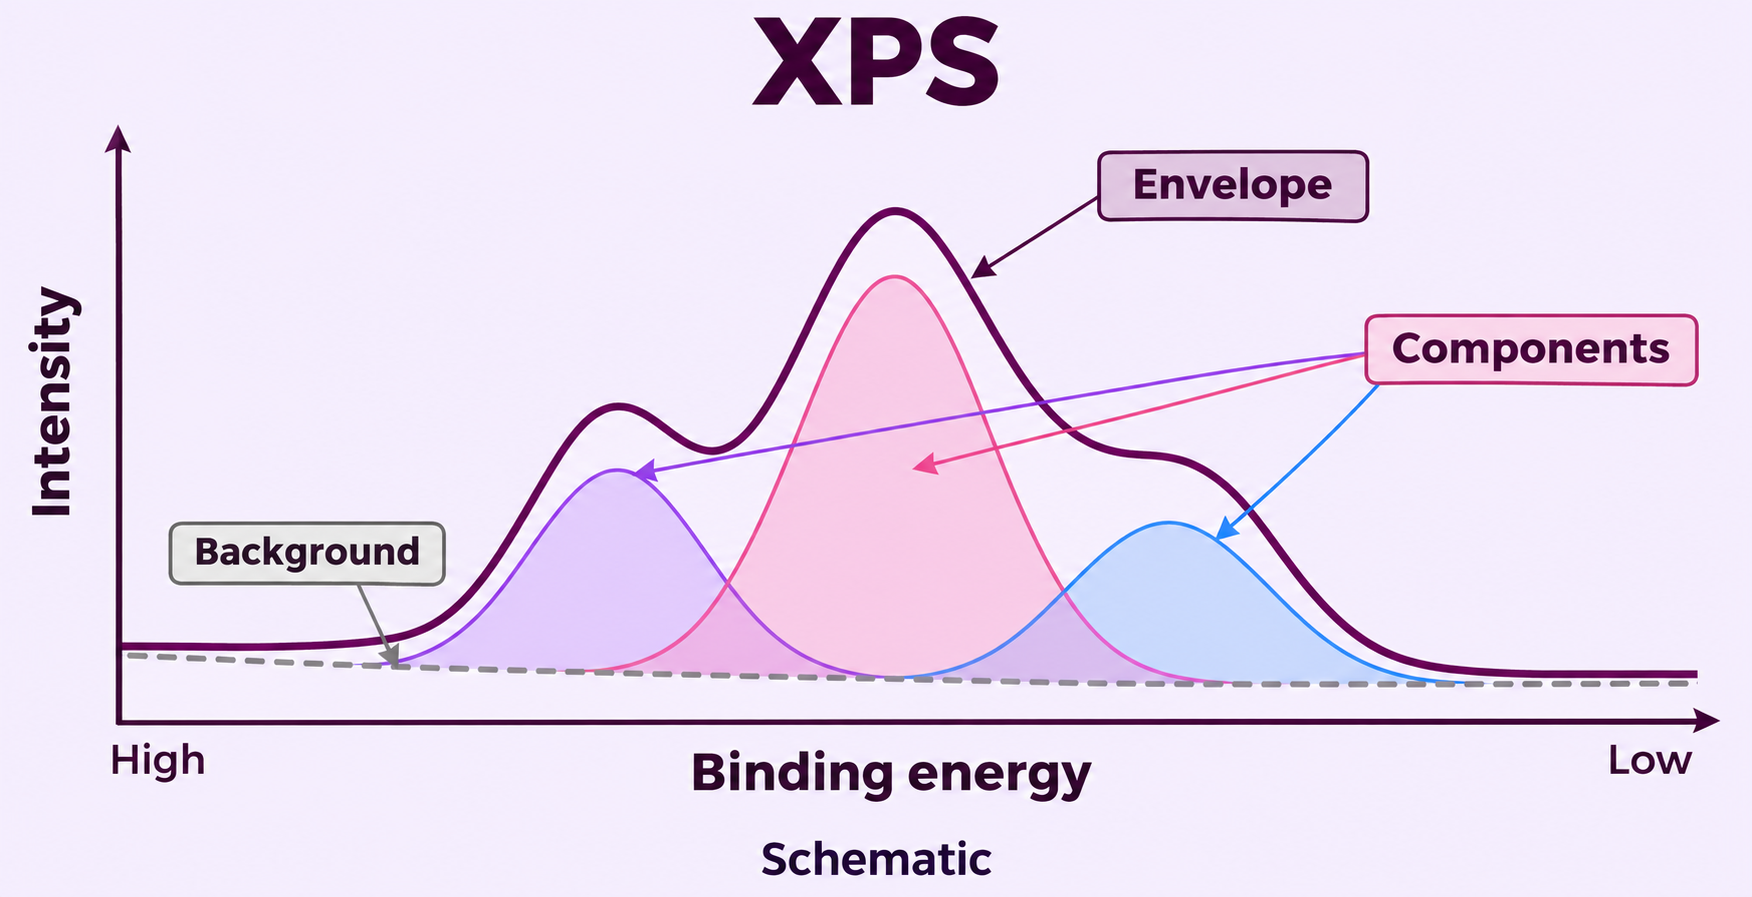 XPS
Envelope
Components
Intensity
Background
High
Low
Binding energy
Schematic